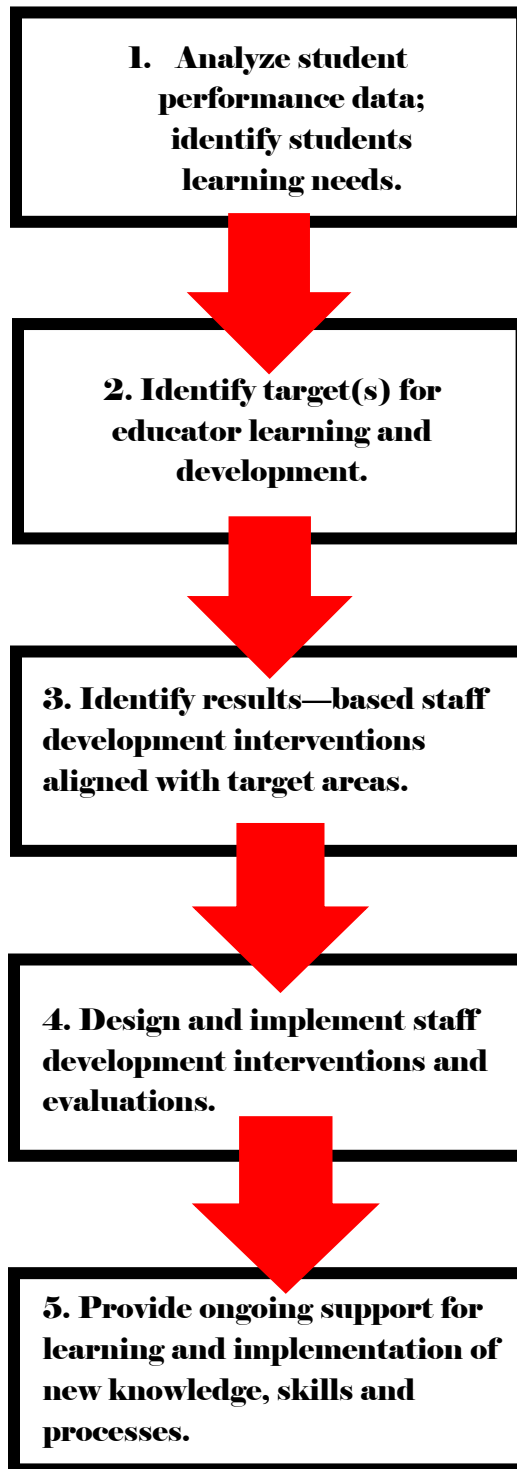 1. Analyze student
performance data;
identify students
learning needs.
2. Identify target(s) for
educator learning and
development.
3. Identify results—based staff
development interventions
aligned with target areas.
4. Design and implement staff
development interventions and
evaluations.
5. Provide ongoing support for
learning and implementation of
new knowledge, skills and
processes.